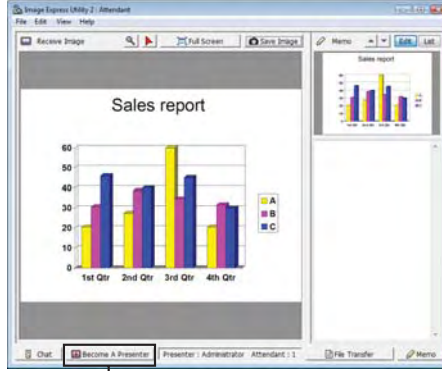 Image Express Utility 2 : Attendant
File Edit View Help
Receive Image Full Screen Save Image Memo Edit List
Sales report
Sales report
60
50
40
30
20
10
0
1st Qtr 2nd Qtr 3rd Qtr 4th Qtr
A
B
C
Chat Become A Presenter Presenter : Administrator Attendant : 1 File Transfer Memo